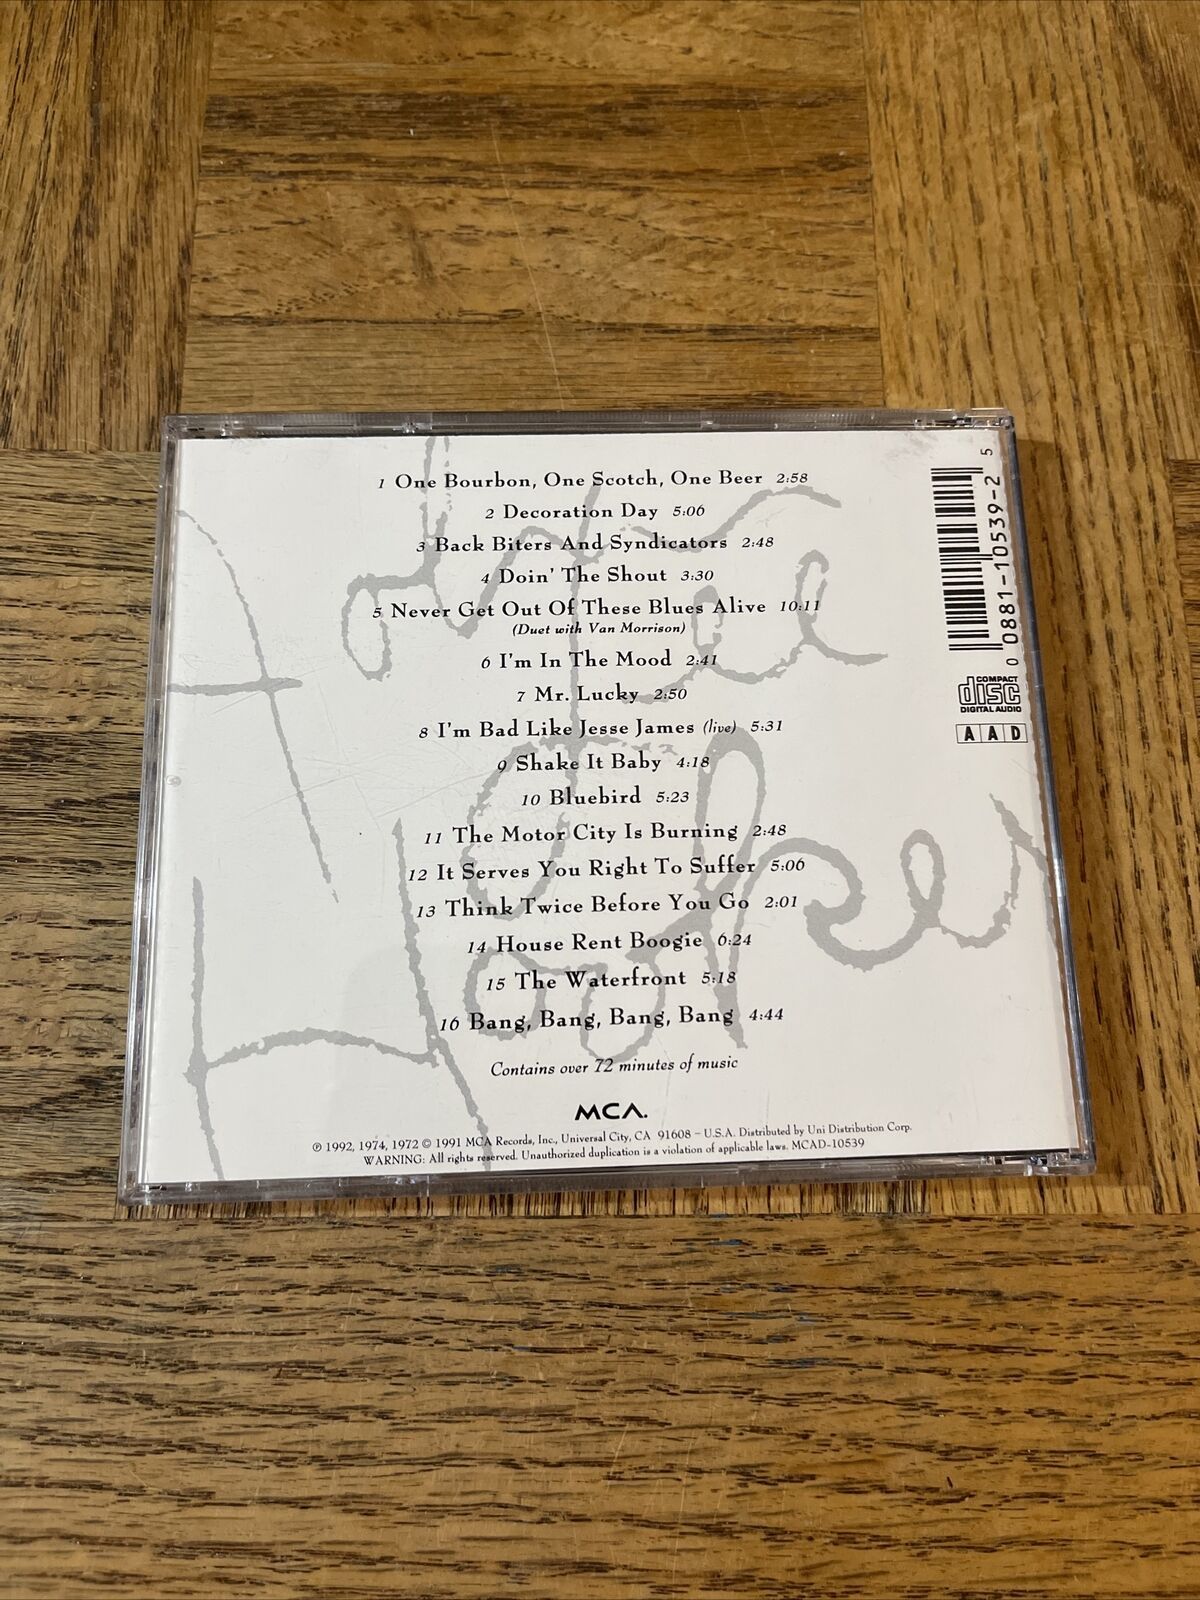 1 One Bourbon, One Scotch, One Beer 2:58
2 Decoration Day 5:06
3 Back Biters And Syndicators 2:48
4 Doin' The Shout 3:30
5 Never Get Out Of These Blues Alive 10:11
(Duet with Van Morrison)
6 I'm In The Mood 2:41
7 Mr. Lucky 2:50
8 I'm Bad Like Jesse James (live) 5:31
9 Shake It Baby 4:18
10 Bluebird 5:23
11 The Motor City Is Burning 2:48
12 It Serves You Right To Suffer 5:06
13 Think Twice Before You Go 2:01
14 House Rent Boogie 6:24
15 The Waterfront 5:18
16 Bang, Bang, Bang, Bang 4:44
Contains over 72 minutes of music
MCA.
℗ 1992, 1974, 1972 © 1991 MCA Records, Inc., Universal City, CA 91608 – U.S.A. Distributed by Uni Distribution Corp.
WARNING: All rights reserved. Unauthorized duplication is a violation of applicable laws. MCAD-10539
0 0881-10539-2 5
COMPACT
disc
DIGITAL AUDIO
A A D
Hooker